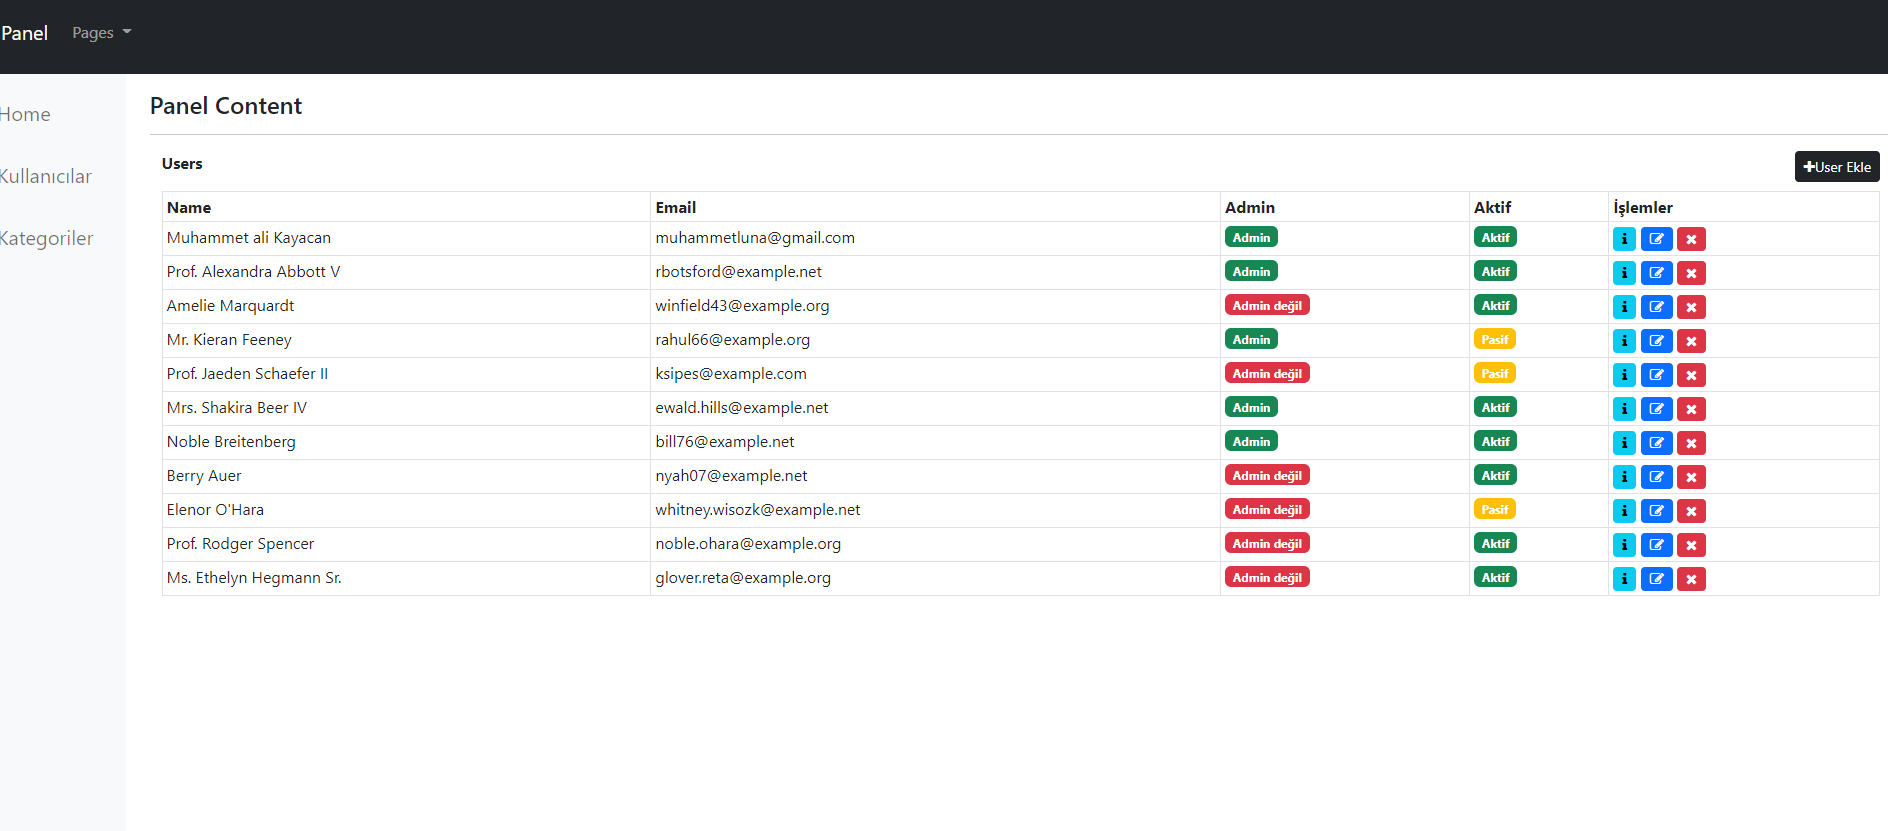 Panel Pages
Home
Kullanıcılar
Kategoriler
Panel Content
Users
User Ekle
Name Email Admin Aktif İşlemler
Muhammet ali Kayacan muhammetluna@gmail.com Admin Aktif
Prof. Alexandra Abbott V rbotsford@example.net Admin Aktif
Amelie Marquardt winfield43@example.org Admin değil Aktif
Mr. Kieran Feeney rahul66@example.org Admin Pasif
Prof. Jaeden Schaefer II ksipes@example.com Admin değil Pasif
Mrs. Shakira Beer IV ewald.hills@example.net Admin Aktif
Noble Breitenberg bill76@example.net Admin Aktif
Berry Auer nyah07@example.net Admin değil Aktif
Elenor O'Hara whitney.wisozk@example.net Admin değil Pasif
Prof. Rodger Spencer noble.ohara@example.org Admin değil Aktif
Ms. Ethelyn Hegmann Sr. glover.reta@example.org Admin değil Aktif